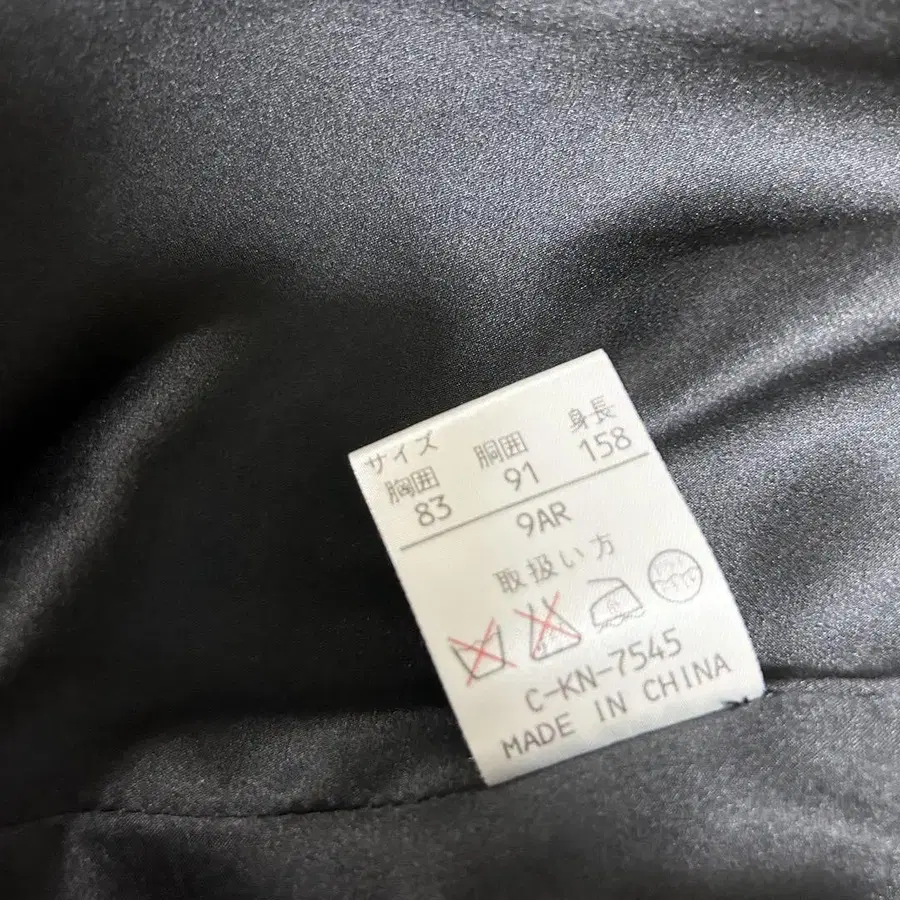 サイズ
胸囲 胴囲 身長
83 91 158
9AR
取扱い方
C-KN-7545
MADE IN CHINA